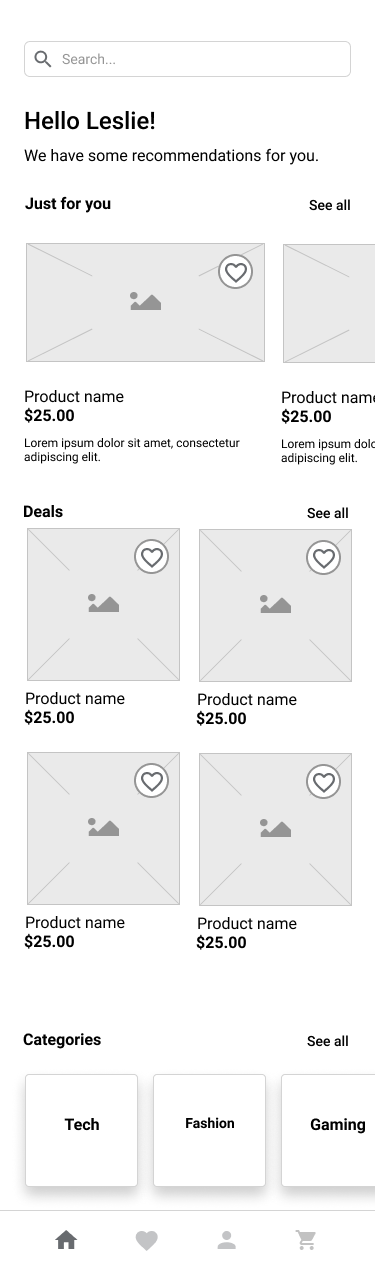 Search...
Hello Leslie!
We have some recommendations for you.
Just for you
See all
Product name
$25.00
Lorem ipsum dolor sit amet, consectetur
adipiscing elit.
Product name
$25.00
Lorem ipsum dolo
adipiscing elit.
Deals
See all
Product name
$25.00
Product name
$25.00
Product name
$25.00
Product name
$25.00
Categories
See all
Tech
Fashion
Gaming